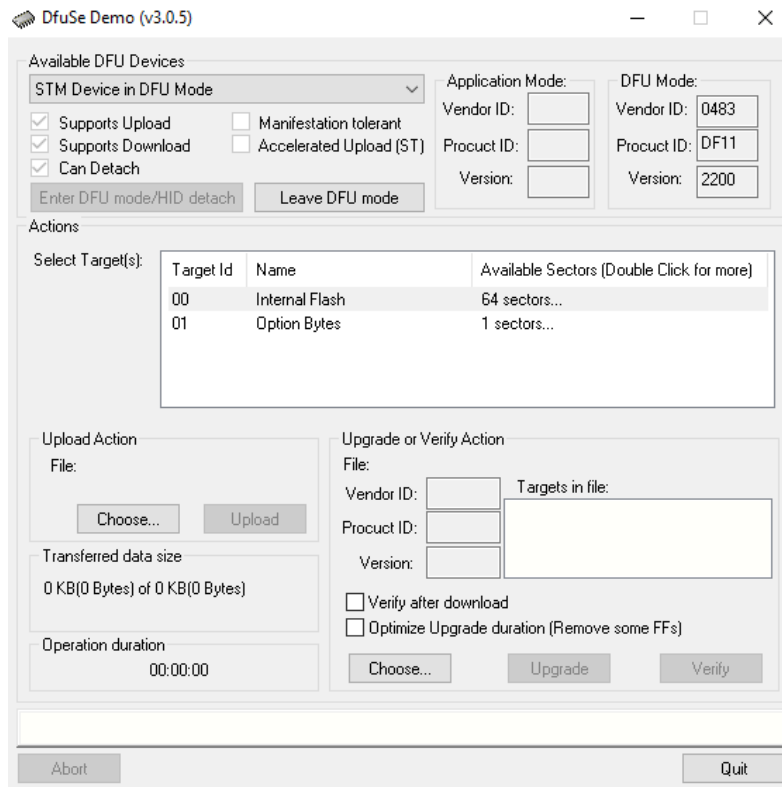 DfuSe Demo (v3.0.5)
Available DFU Devices
STM Device in DFU Mode
Supports Upload
Manifestation tolerant
Supports Download
Accelerated Upload (ST)
Can Detach
Enter DFU mode/HID detach
Leave DFU mode
Application Mode:
Vendor ID:
Procuct ID:
Version:
DFU Mode:
Vendor ID: 0483
Procuct ID: DF11
Version: 2200
Actions
Select Target(s):
Target Id Name Available Sectors (Double Click for more)
00 Internal Flash 64 sectors...
01 Option Bytes 1 sectors...
Upload Action
File:
Choose... Upload
Transferred data size
0 KB(0 Bytes) of 0 KB(0 Bytes)
Operation duration
00:00:00
Upgrade or Verify Action
File:
Vendor ID:
Procuct ID:
Version:
Targets in file:
Verify after download
Optimize Upgrade duration (Remove some FFs)
Choose... Upgrade Verify
Abort Quit